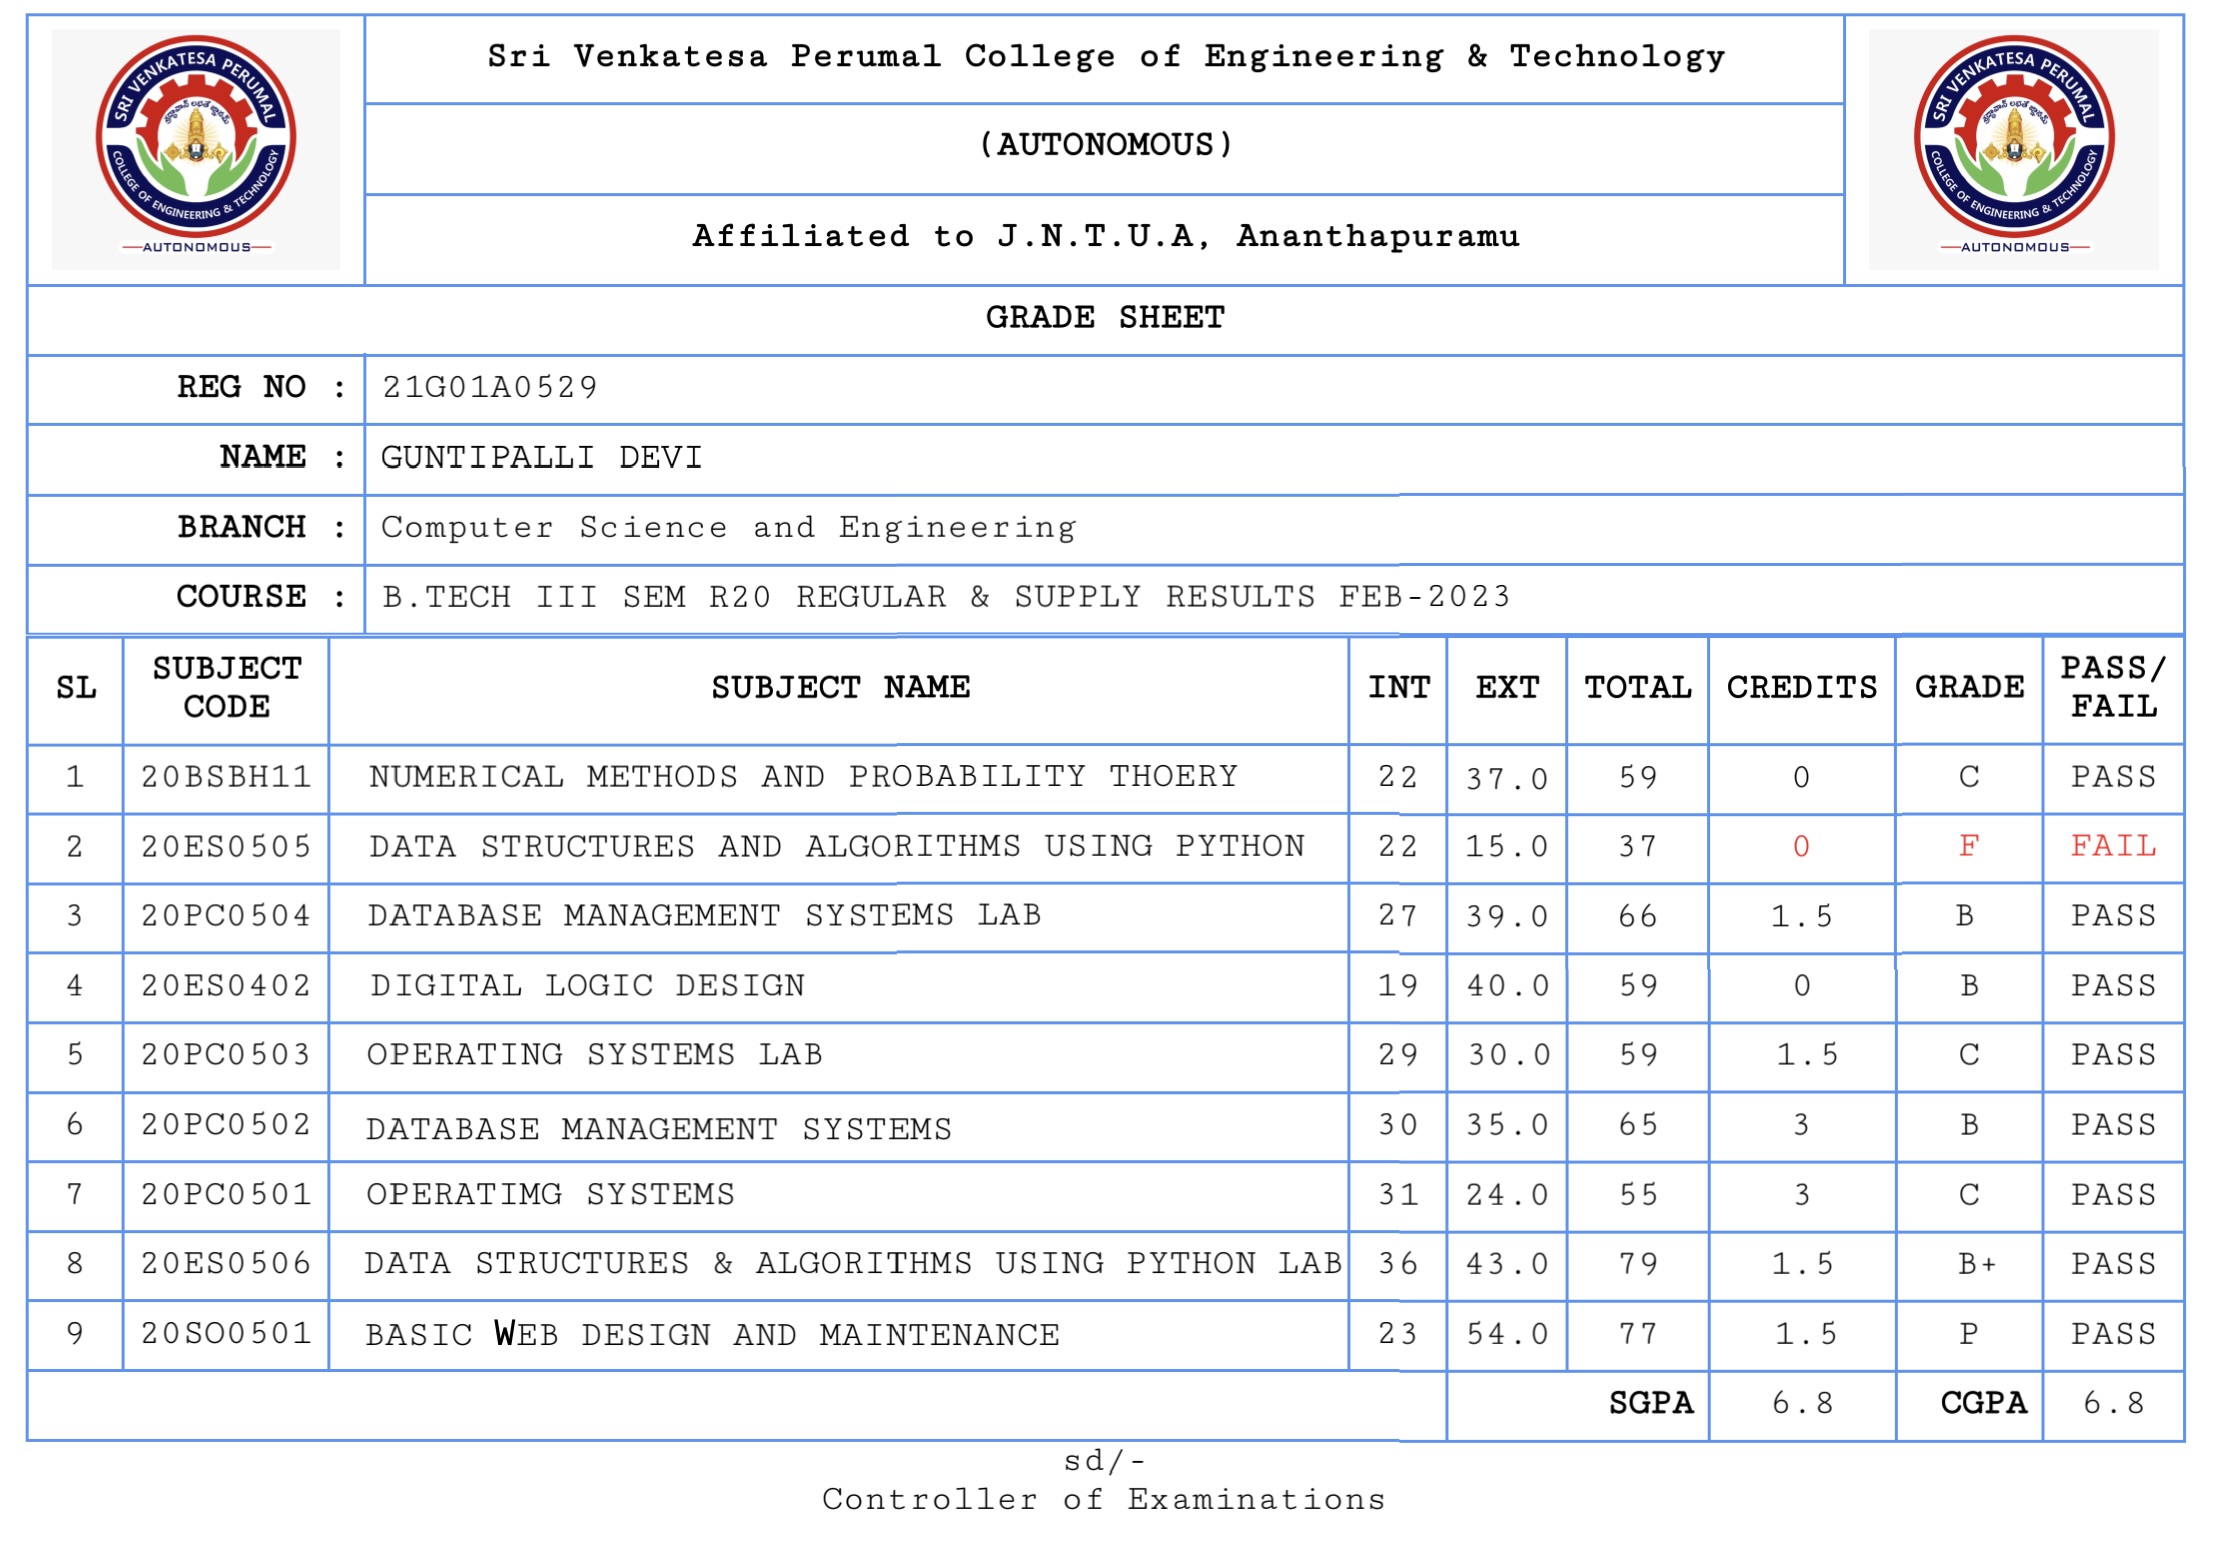 SRI VENKATESA PERUMAL
COLLEGE OF ENGINEERING & TECHNOLOGY
AUTONOMOUS
Sri Venkatesa Perumal College of Engineering & Technology
(AUTONOMOUS)
Affiliated to J.N.T.U.A, Ananthapuramu
SRI VENKATESA PERUMAL
COLLEGE OF ENGINEERING & TECHNOLOGY
AUTONOMOUS
GRADE SHEET
REG NO : 21G01A0529
NAME : GUNTIPALLI DEVI
BRANCH : Computer Science and Engineering
COURSE : B.TECH III SEM R20 REGULAR & SUPPLY RESULTS FEB-2023
SL SUBJECT CODE SUBJECT NAME INT EXT TOTAL CREDITS GRADE PASS/ FAIL
1 20BSBH11 NUMERICAL METHODS AND PROBABILITY THOERY 22 37.0 59 0 C PASS
2 20ES0505 DATA STRUCTURES AND ALGORITHMS USING PYTHON 22 15.0 37 0 F FAIL
3 20PC0504 DATABASE MANAGEMENT SYSTEMS LAB 27 39.0 66 1.5 B PASS
4 20ES0402 DIGITAL LOGIC DESIGN 19 40.0 59 0 B PASS
5 20PC0503 OPERATING SYSTEMS LAB 29 30.0 59 1.5 C PASS
6 20PC0502 DATABASE MANAGEMENT SYSTEMS 30 35.0 65 3 B PASS
7 20PC0501 OPERATIMG SYSTEMS 31 24.0 55 3 C PASS
8 20ES0506 DATA STRUCTURES & ALGORITHMS USING PYTHON LAB 36 43.0 79 1.5 B+ PASS
9 20SO0501 BASIC WEB DESIGN AND MAINTENANCE 23 54.0 77 1.5 P PASS
SGPA 6.8 CGPA 6.8
sd/-
Controller of Examinations